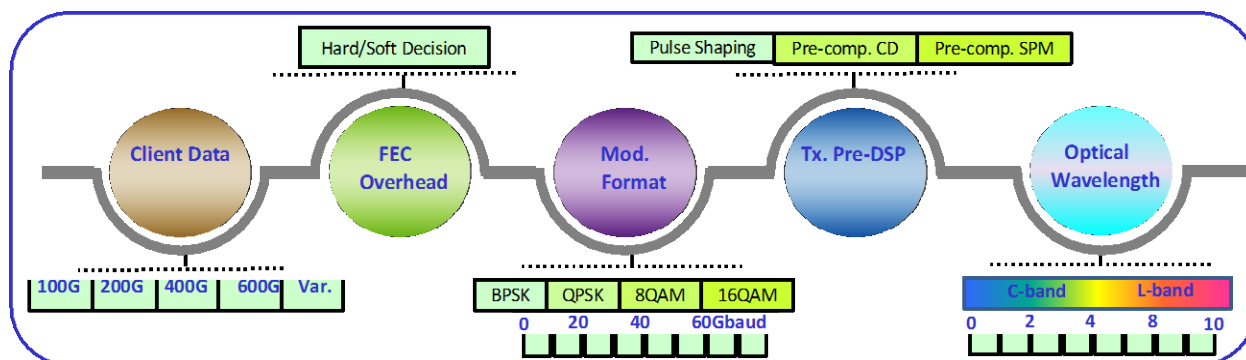 Hard/Soft Decision
Pulse Shaping Pre-comp. CD Pre-comp. SPM
Client Data
FEC
Overhead
Mod.
Format
Tx. Pre-DSP
Optical
Wavelength
100G 200G 400G 600G Var.
BPSK QPSK 8QAM 16QAM
0 20 40 60Gbaud
C-band L-band
0 2 4 8 10